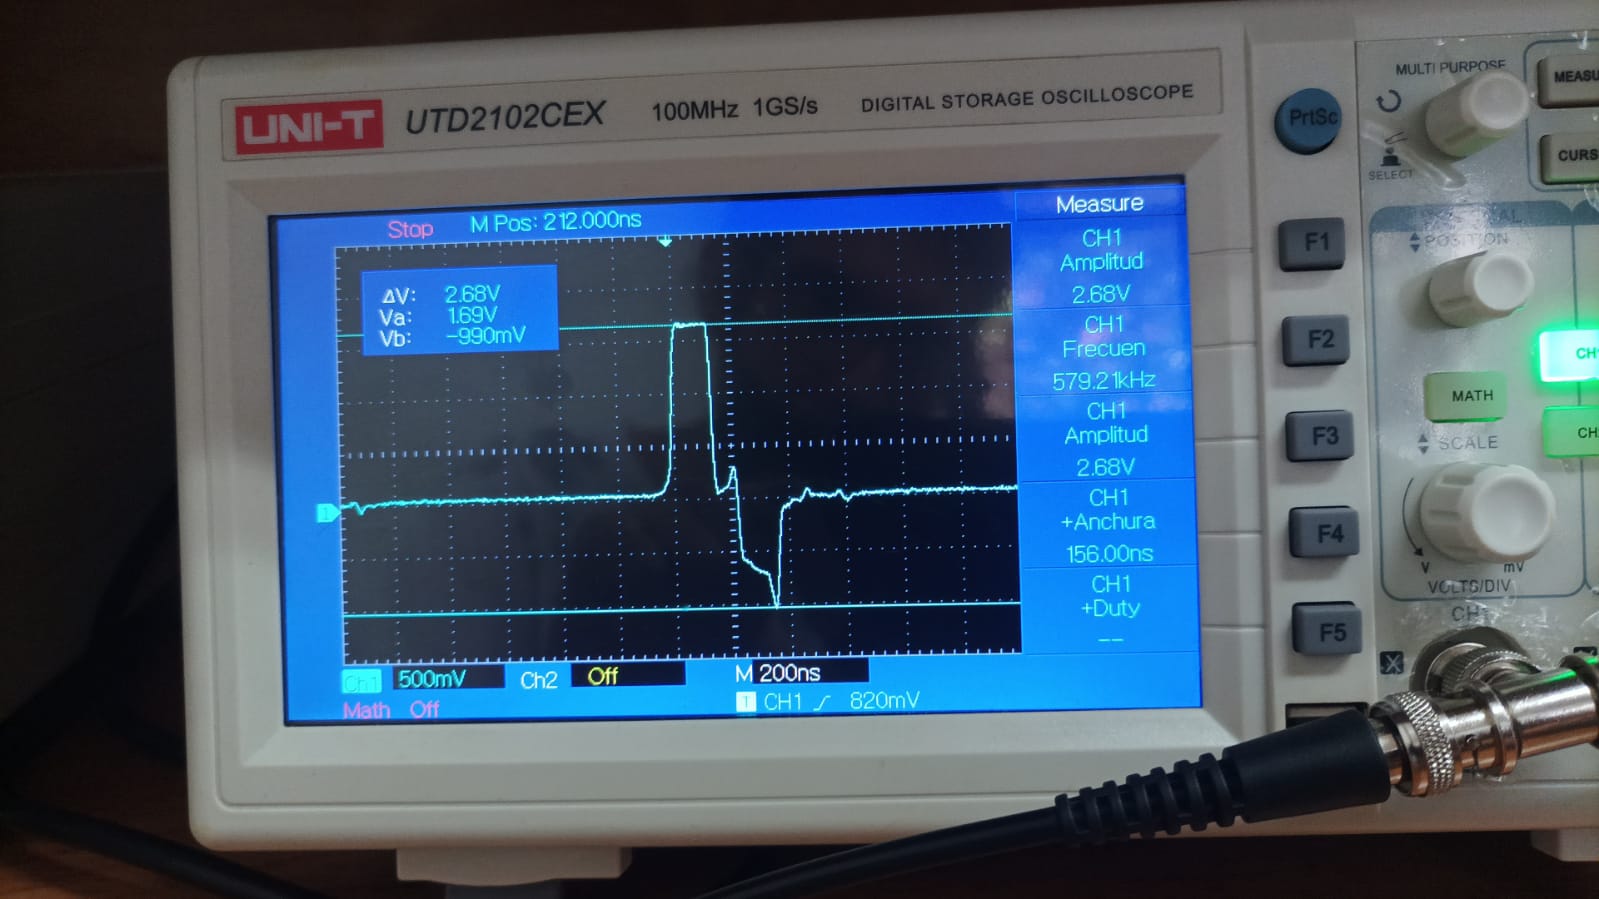 UNI-T UTD2102CEX 100MHz 1GS/s DIGITAL STORAGE OSCILLOSCOPE
PrtSc
MULTI PURPOSE
SELECT
Stop M Pos: 212.000ns
Measure
ΔV: 2.68V
Va: 1.69V
Vb: -990mV
CH1
Amplitud
2.68V
CH1
Frecuen
579.21kHz
CH1
Amplitud
2.68V
CH1
+Anchura
156.00ns
CH1
+Duty
--
1
Ch1 500mV Ch2 Off M 200ns
T CH1 820mV
Math Off
F1
F2
F3
F4
F5
POSITION
MATH
SCALE
V mV
VOLTS/DIV
X